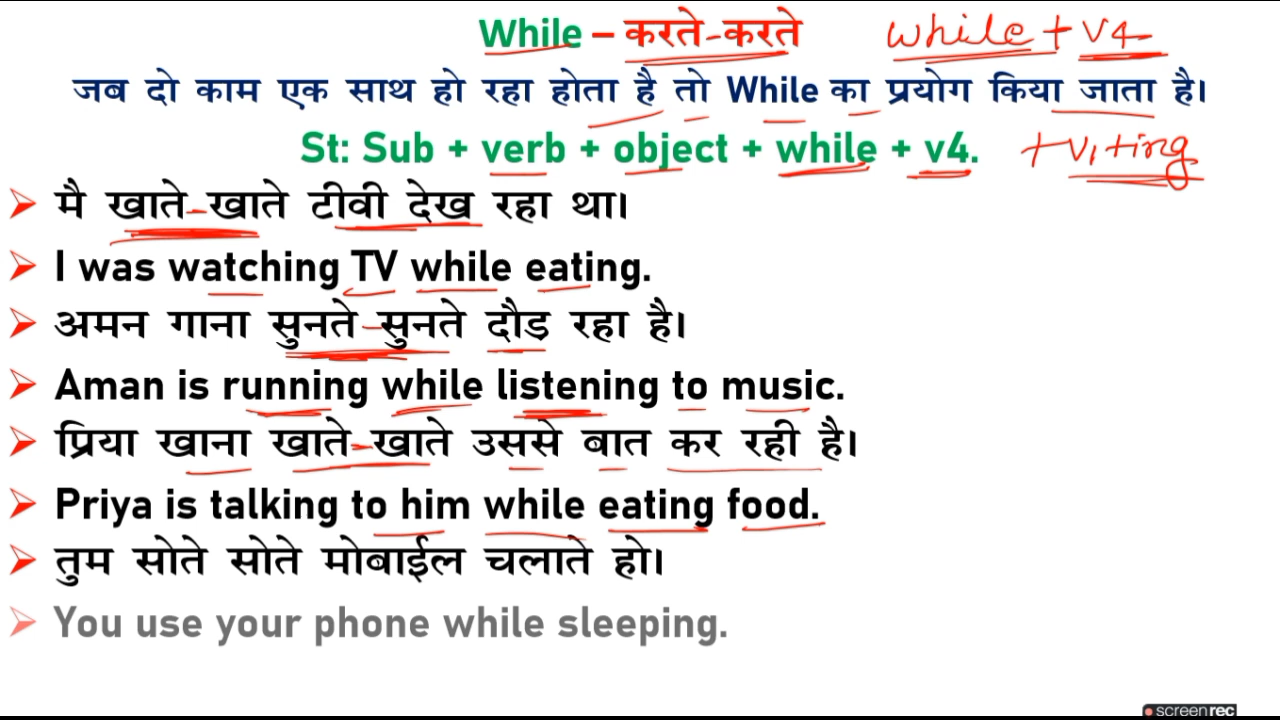 While – करते-करते while + v4
जब दो काम एक साथ हो रहा होता है तो While का प्रयोग किया जाता है।
St: Sub + verb + object + while + v4. + v1 + ing
मै खाते-खाते टीवी देख रहा था।
I was watching TV while eating.
अमन गाना सुनते-सुनते दौड़ रहा है।
Aman is running while listening to music.
प्रिया खाना खाते-खाते उससे बात कर रही है।
Priya is talking to him while eating food.
तुम सोते सोते मोबाईल चलाते हो।
You use your phone while sleeping.
screenrec